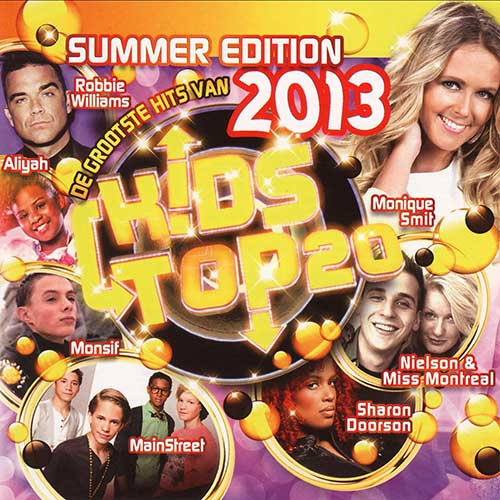 SUMMER EDITION
2013
Robbie
Williams
DE GROOTSTE HITS VAN
Aliyah
KiDS
TOP20
Monique
Smit
Monsif
Nielson &
Miss Montreal
MainStreet
Sharon
Doorson